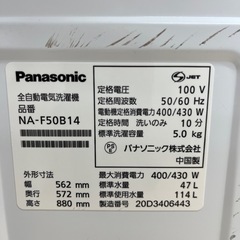 Panasonic
全自動電気洗濯機
品番
NA-F50B14
S JET
定格電圧 100 V
定格周波数 50/60 Hz
電動機定格消費電力 400/430 W
定格時間 洗いのみ 10 分
標準洗濯容量 5.0 kg
PS E
パナソニック株式会社
中国製
外形寸法
幅 562 mm
奥行 572 mm
高さ 880 mm
最大消費電力 400/430 W
標準水量 47 L
標準使用水量 114 L
製造番号 20D3406443